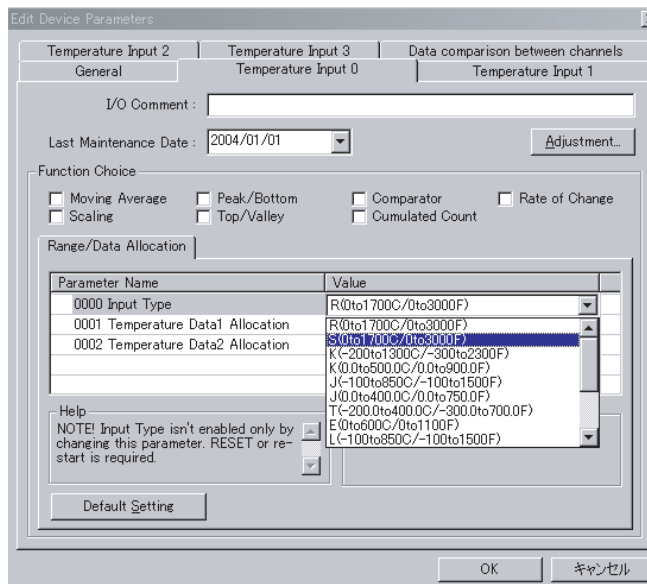 Edit Device Parameters
Temperature Input 2 Temperature Input 3 Data comparison between channels
General Temperature Input 0 Temperature Input 1
I/O Comment :
Last Maintenance Date : 2004/01/01 Adjustment...
Function Choice
Moving Average Peak/Bottom Comparator Rate of Change
Scaling Top/Valley Cumulated Count
Range/Data Allocation
Parameter Name Value
0000 Input Type R(0to1700C/0to3000F)
0001 Temperature Data1 Allocation R(0to1700C/0to3000F)
S(0to1700C/0to3000F)
0002 Temperature Data2 Allocation K(-200to1300C/-300to2300F)
K(0.0to500.0C/0.0to900.0F)
J(-100to850C/-100to1500F)
J(0.0to400.0C/0.0to750.0F)
T(-200.0to400.0C/-300.0to700.0F)
E(0to600C/0to1100F)
L(-100to850C/-100to1500F)
Help
NOTE! Input Type isn't enabled only by
changing this parameter. RESET or re-
start is required.
Default Setting
OK キャンセル